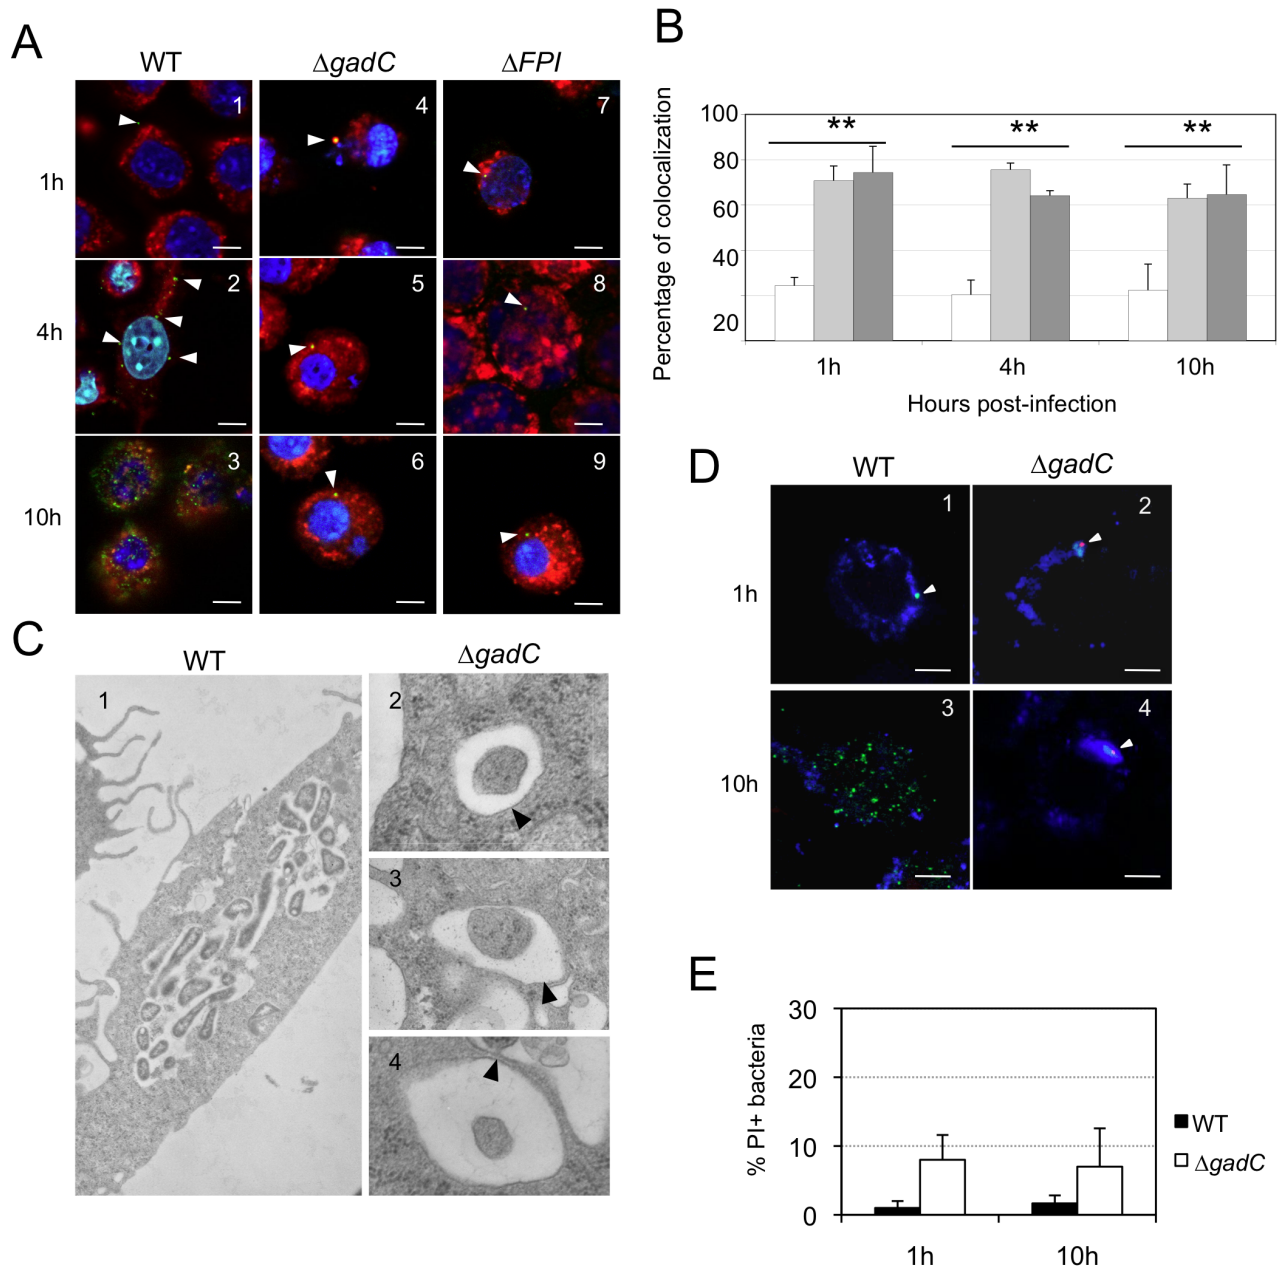 A
WT
ΔgadC
ΔFPI
1h
1
4
7
4h
2
5
8
10h
3
6
9
B
Percentage of colocalization
100
80
60
40
20
**
**
**
1h
4h
10h
Hours post-infection
C
WT
ΔgadC
1
2
3
4
D
WT
ΔgadC
1h
1
2
10h
3
4
E
% PI+ bacteria
30
20
10
0
1h
10h
WT
ΔgadC